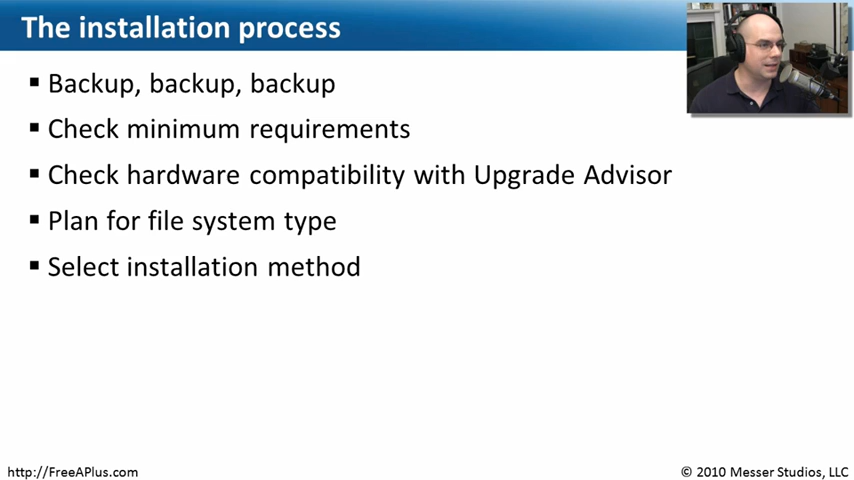 The installation process
▪ Backup, backup, backup
▪ Check minimum requirements
▪ Check hardware compatibility with Upgrade Advisor
▪ Plan for file system type
▪ Select installation method
http://FreeAPlus.com
© 2010 Messer Studios, LLC